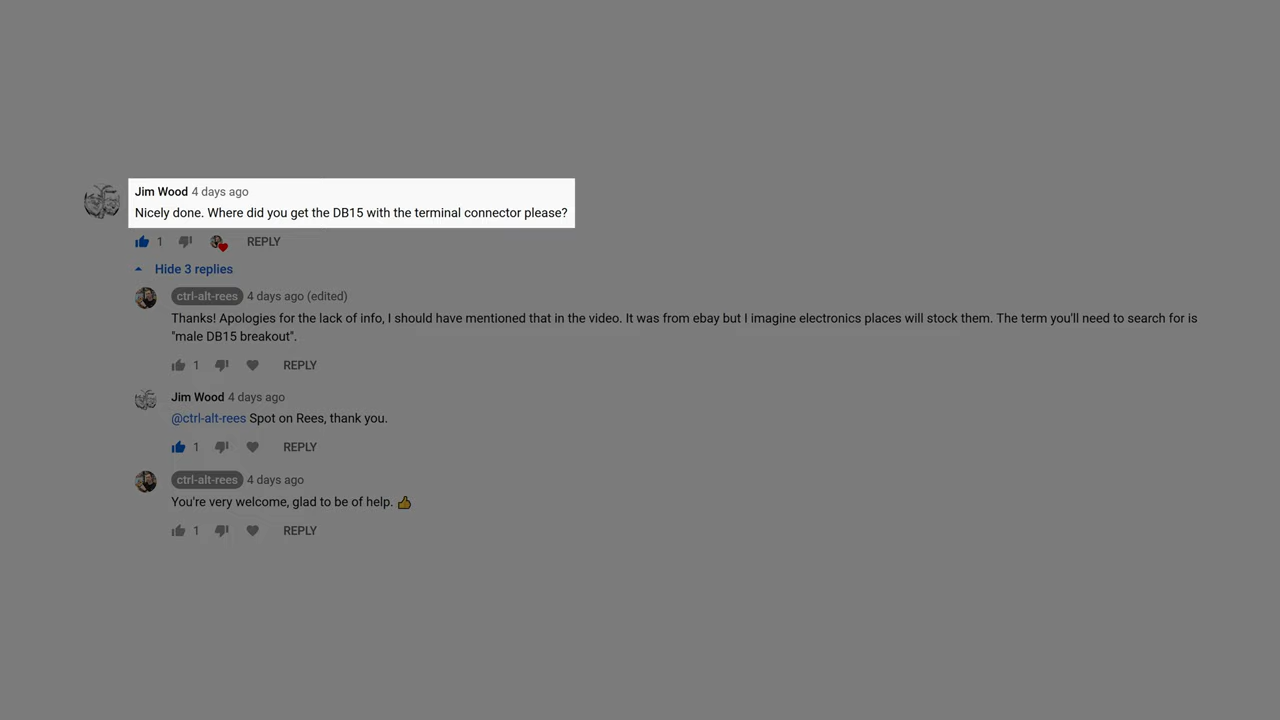 Jim Wood 4 days ago
Nicely done. Where did you get the DB15 with the terminal connector please?
1 REPLY
Hide 3 replies
ctrl-alt-rees 4 days ago (edited)
Thanks! Apologies for the lack of info, I should have mentioned that in the video. It was from ebay but I imagine electronics places will stock them. The term you'll need to search for is
"male DB15 breakout".
1 REPLY
Jim Wood 4 days ago
@ctrl-alt-rees Spot on Rees, thank you.
1 REPLY
ctrl-alt-rees 4 days ago
You're very welcome, glad to be of help. 👍
1 REPLY